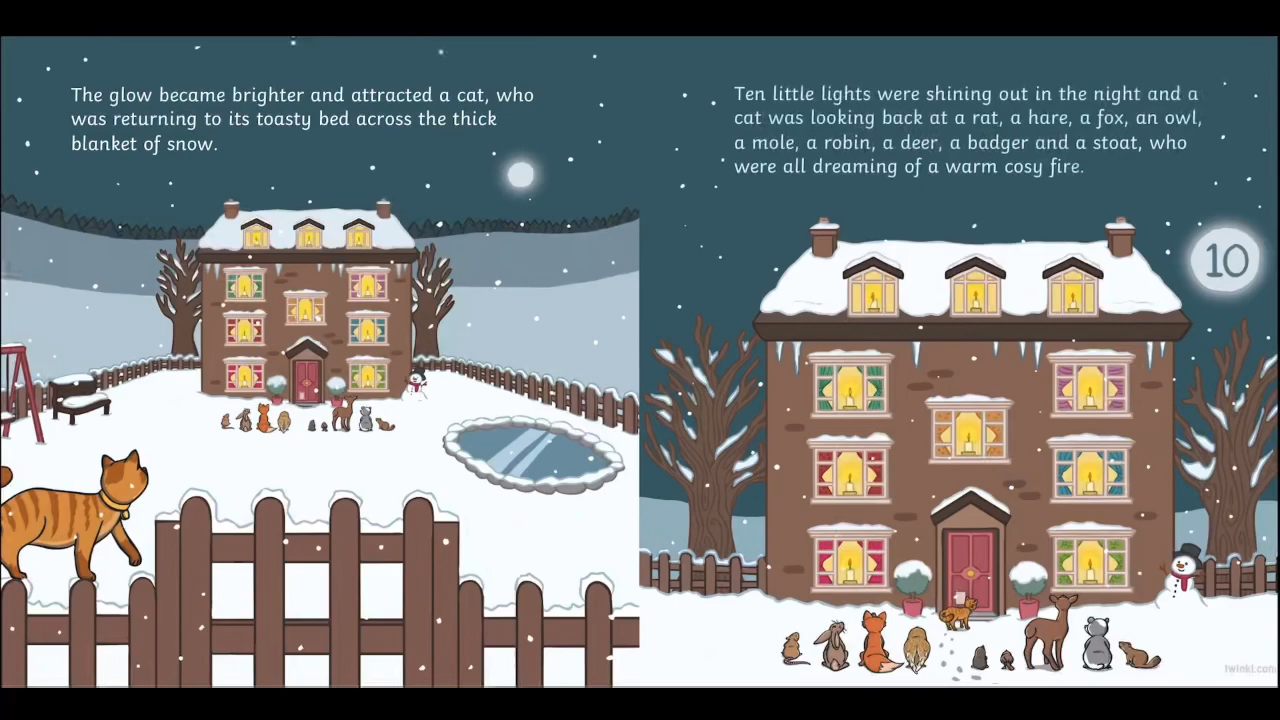 The glow became brighter and attracted a cat, who
was returning to its toasty bed across the thick
blanket of snow.
Ten little lights were shining out in the night and a
cat was looking back at a rat, a hare, a fox, an owl,
a mole, a robin, a deer, a badger and a stoat, who
were all dreaming of a warm cosy fire.
10
twinkl.com